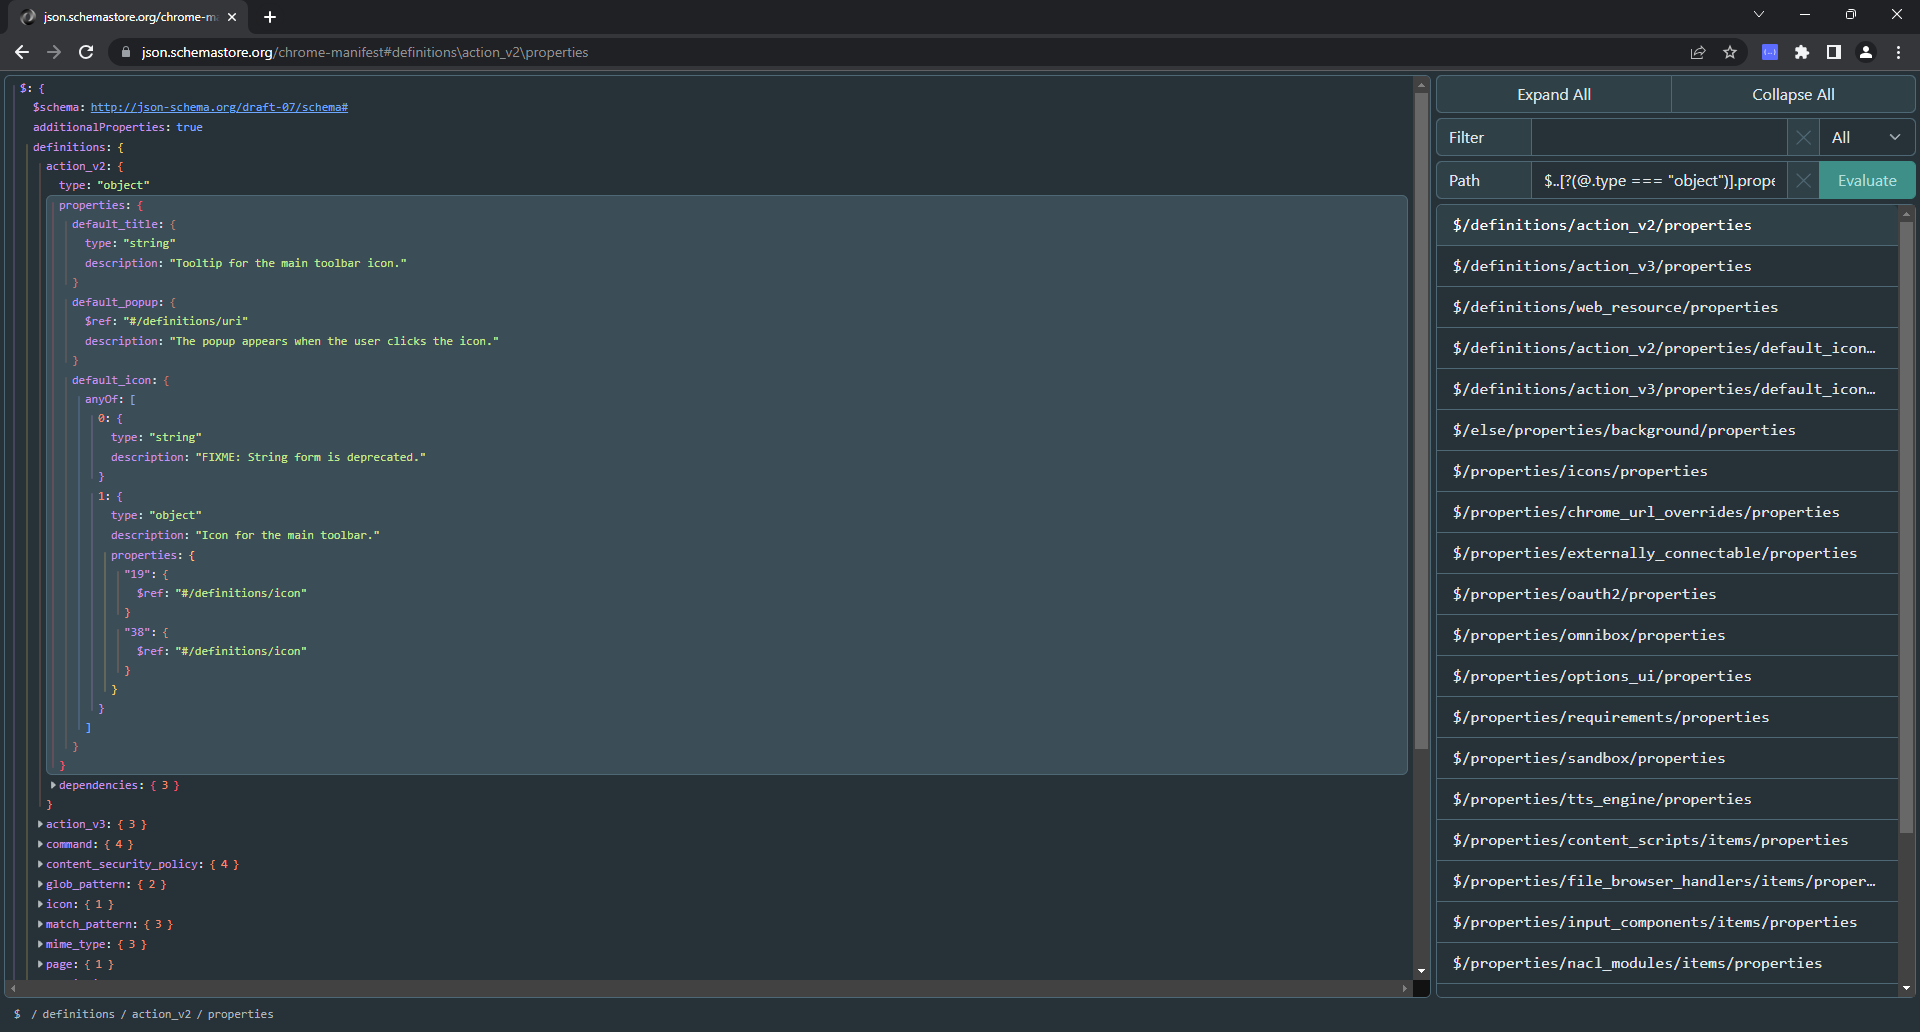 json.schemastore.org/chrome-m
json.schemastore.org/chrome-manifest#definitions\action_v2\properties
$: {
$schema: http://json-schema.org/draft-07/schema#
additionalProperties: true
definitions: {
action_v2: {
type: "object"
properties: {
default_title: {
type: "string"
description: "Tooltip for the main toolbar icon."
}
default_popup: {
$ref: "#/definitions/uri"
description: "The popup appears when the user clicks the icon."
}
default_icon: {
anyOf: [
0: {
type: "string"
description: "FIXME: String form is deprecated."
}
1: {
type: "object"
description: "Icon for the main toolbar."
properties: {
"19": {
$ref: "#/definitions/icon"
}
"38": {
$ref: "#/definitions/icon"
}
}
}
]
}
}
dependencies: { 3 }
}
action_v3: { 3 }
command: { 4 }
content_security_policy: { 4 }
glob_pattern: { 2 }
icon: { 1 }
match_pattern: { 3 }
mime_type: { 3 }
page: { 1 }
$ / definitions / action_v2 / properties
Expand All Collapse All
Filter All
Path $..[?(@.type === "object")].prope Evaluate
$/definitions/action_v2/properties
$/definitions/action_v3/properties
$/definitions/web_resource/properties
$/definitions/action_v2/properties/default_icon…
$/definitions/action_v3/properties/default_icon…
$/else/properties/background/properties
$/properties/icons/properties
$/properties/chrome_url_overrides/properties
$/properties/externally_connectable/properties
$/properties/oauth2/properties
$/properties/omnibox/properties
$/properties/options_ui/properties
$/properties/requirements/properties
$/properties/sandbox/properties
$/properties/tts_engine/properties
$/properties/content_scripts/items/properties
$/properties/file_browser_handlers/items/proper…
$/properties/input_components/items/properties
$/properties/nacl_modules/items/properties